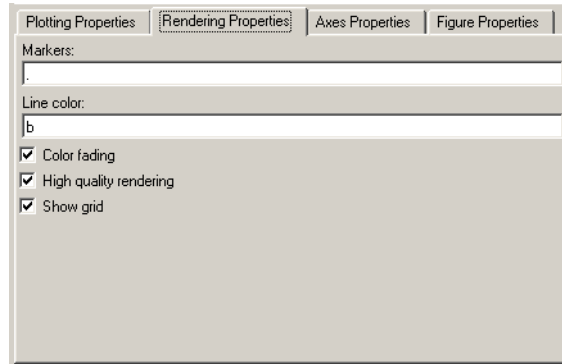 Plotting Properties Rendering Properties Axes Properties Figure Properties
Markers:
.
Line color:
b
Color fading
High quality rendering
Show grid